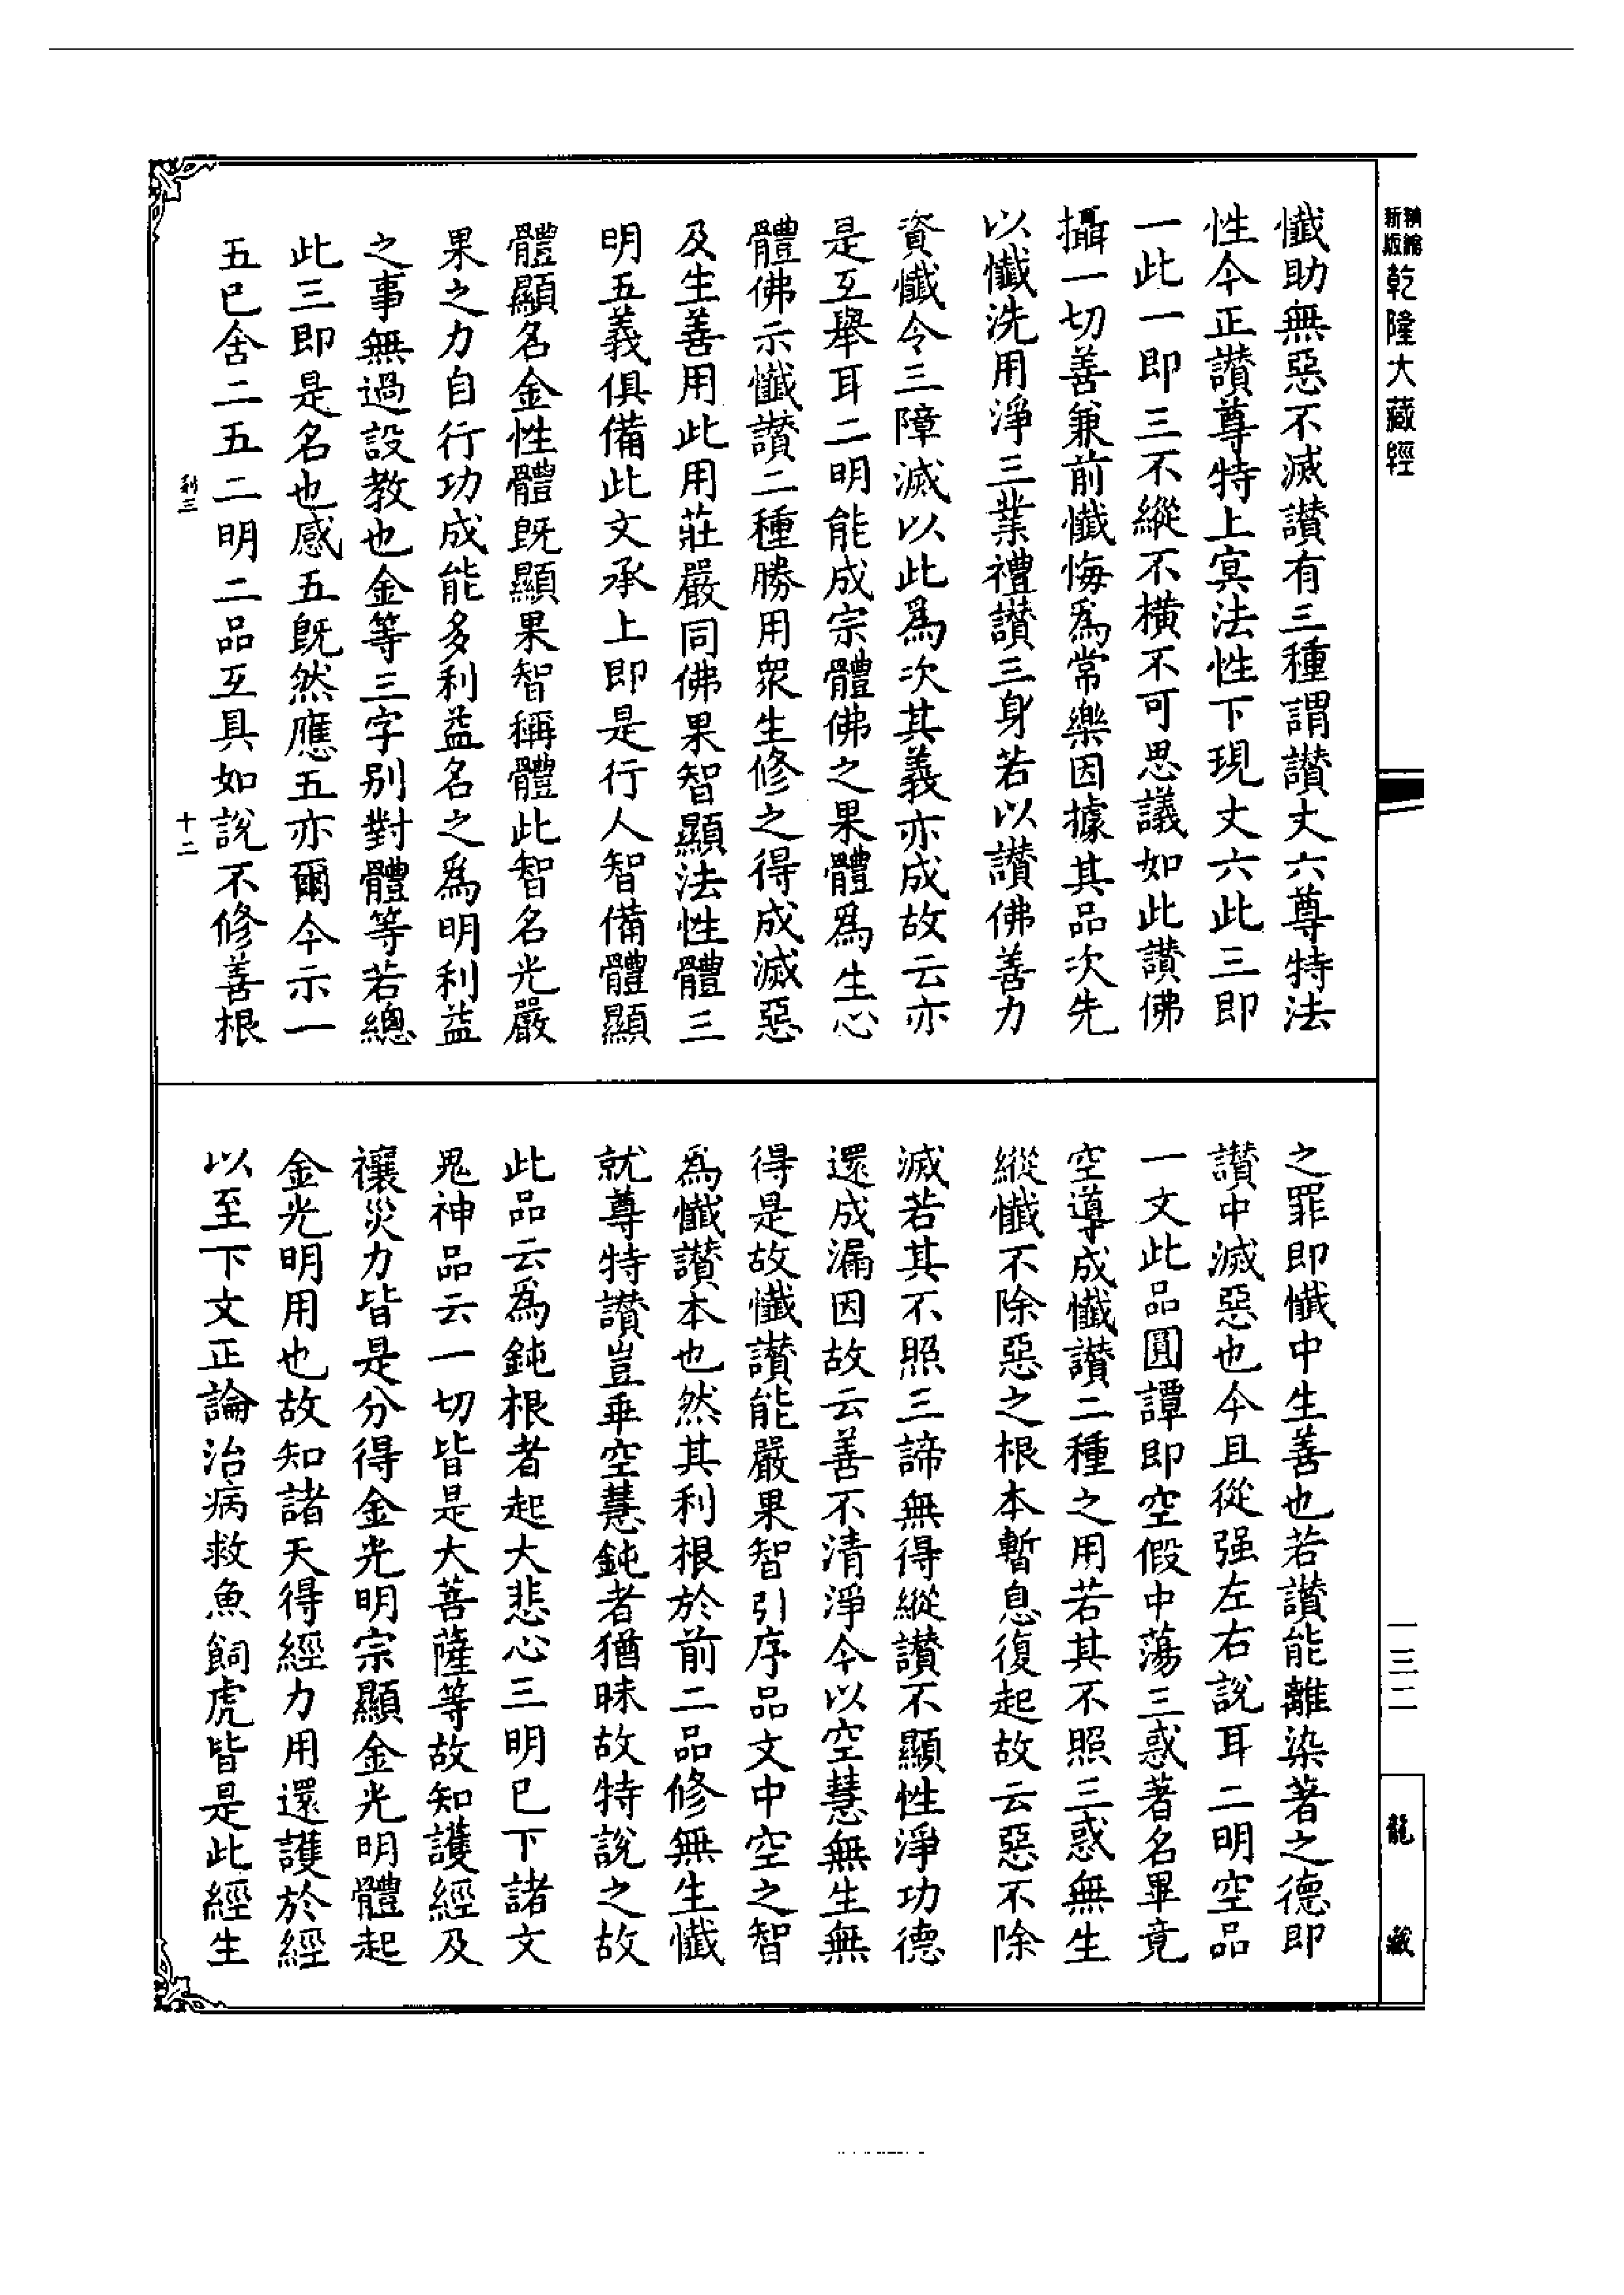 新版精縮乾隆大藏經
懺助無惡不滅讃有三種謂讃丈六尊特法
性今正讃尊特上冥法性下現丈六此三即
一此一即三不縱不橫不可思議如此讃佛
攝一切善兼前懺悔爲常樂因據其品次先
以懺洗用淨三業禮讃三身若以讃佛善力
資懺令三障滅以此爲次其義亦成故云亦
是互舉耳二明能成宗體佛之果體爲生心
體佛示懺讃二種勝用眾生修之得成滅惡
及生善用此用莊嚴同佛果智顯法性體三
明五義俱備此文承上即是行人智備體顯
體顯名金性體既顯果智稱體此智名光嚴
果之力自行功成能多利益名之爲明利益
之事無過設教也金等三字別對體等若總
此三即是名也感五既然應五亦爾今示一
五已含二五二明二品互具如說不修善根
利三
十二
之罪即懺中生善也若讃能離染著之德即
讃中滅惡也今且從强左右說耳二明空品
一文此品圓譚即空假中蕩三惑著名畢竟
空導成懺讃二種之用若其不照三惑無生
縱懺不除惡之根本暫息復起故云惡不除
滅若其不照三諦無得縱讃不顯性淨功德
還成漏因故云善不清淨今以空慧無生無
得是故懺讃能嚴果智引序品文中空之智
爲懺讃本也然其利根於前二品修無生懺
就尊特讃豈乖空慧鈍者猶昧故特說之故
此品云爲鈍根者起大悲心三明已下諸文
鬼神品云一切皆是大菩薩等故知護經及
禳災力皆是分得金光明宗顯金光明體起
金光明用也故知諸天得經力用還護於經
以至下文正論治病救魚飼虎皆是此經生
一三二
龍藏